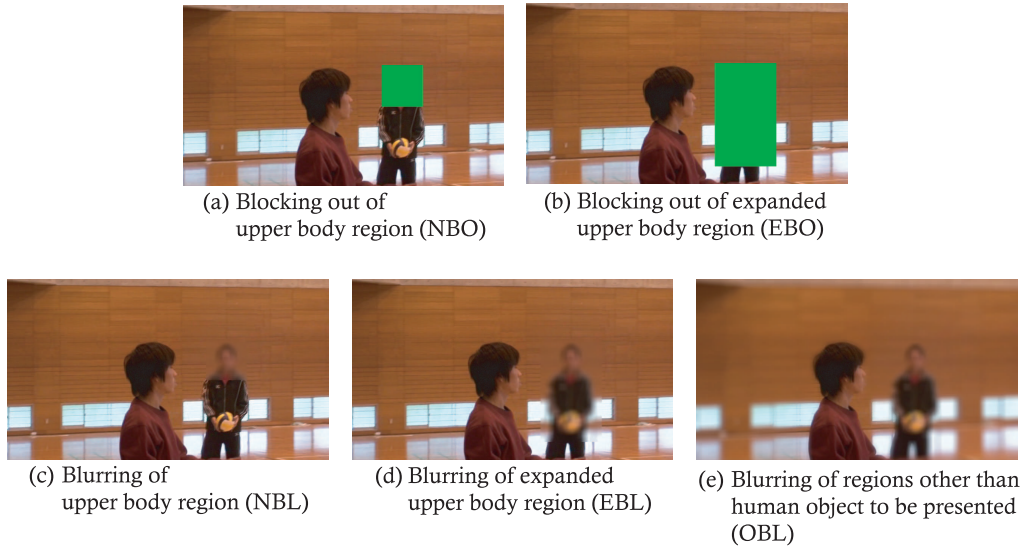 (a) Blocking out of
upper body region (NBO)
(b) Blocking out of expanded
upper body region (EBO)
(c) Blurring of
upper body region (NBL)
(d) Blurring of expanded
upper body region (EBL)
(e) Blurring of regions other than
human object to be presented
(OBL)